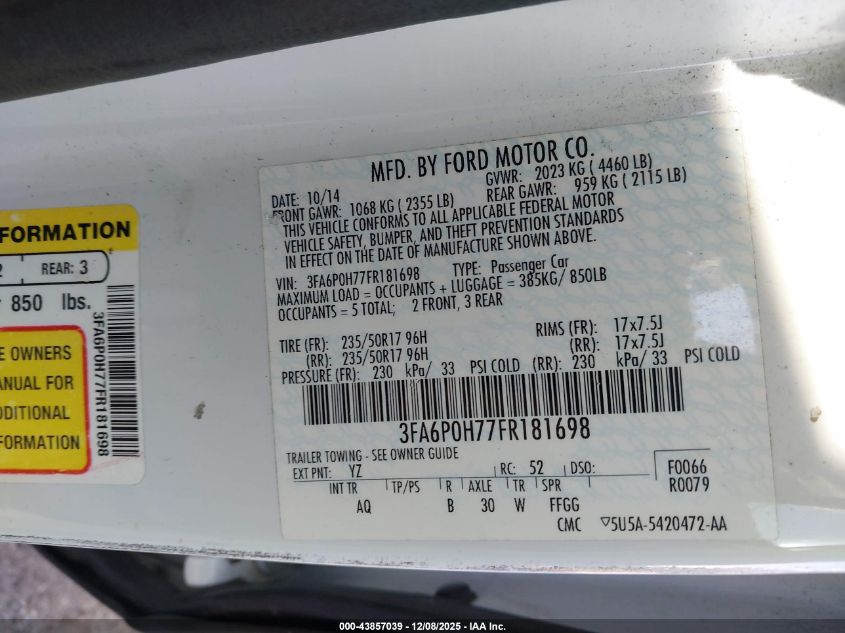 FORMATION
2 REAR: 3
850 lbs.
E OWNERS
ANUAL FOR
DDITIONAL
FORMATION
3FA6P0H77FR181698
MFD. BY FORD MOTOR CO.
DATE: 10/14 GVWR: 2023 KG ( 4460 LB)
FRONT GAWR: 1068 KG ( 2355 LB) REAR GAWR: 959 KG ( 2115 LB)
THIS VEHICLE CONFORMS TO ALL APPLICABLE FEDERAL MOTOR
VEHICLE SAFETY, BUMPER, AND THEFT PREVENTION STANDARDS
IN EFFECT ON THE DATE OF MANUFACTURE SHOWN ABOVE.
VIN: 3FA6P0H77FR181698 TYPE: Passenger Car
MAXIMUM LOAD = OCCUPANTS + LUGGAGE = 385KG/ 850LB
OCCUPANTS = 5 TOTAL; 2 FRONT, 3 REAR
TIRE (FR): 235/50R17 96H RIMS (FR): 17x7.5J
(RR): 235/50R17 96H (RR): 17x7.5J
PRESSURE (FR): 230 kPa/ 33 PSI COLD (RR): 230 kPa/ 33 PSI COLD
3FA6P0H77FR181698
TRAILER TOWING - SEE OWNER GUIDE
EXT PNT: YZ RC: 52 DSO: F0066
R0079
INT TR TP/PS R AXLE TR SPR
AQ B 30 W FFGG
CMC ▽5U5A-5420472-AA
000-43857039 - 12/08/2025 - IAA Inc.